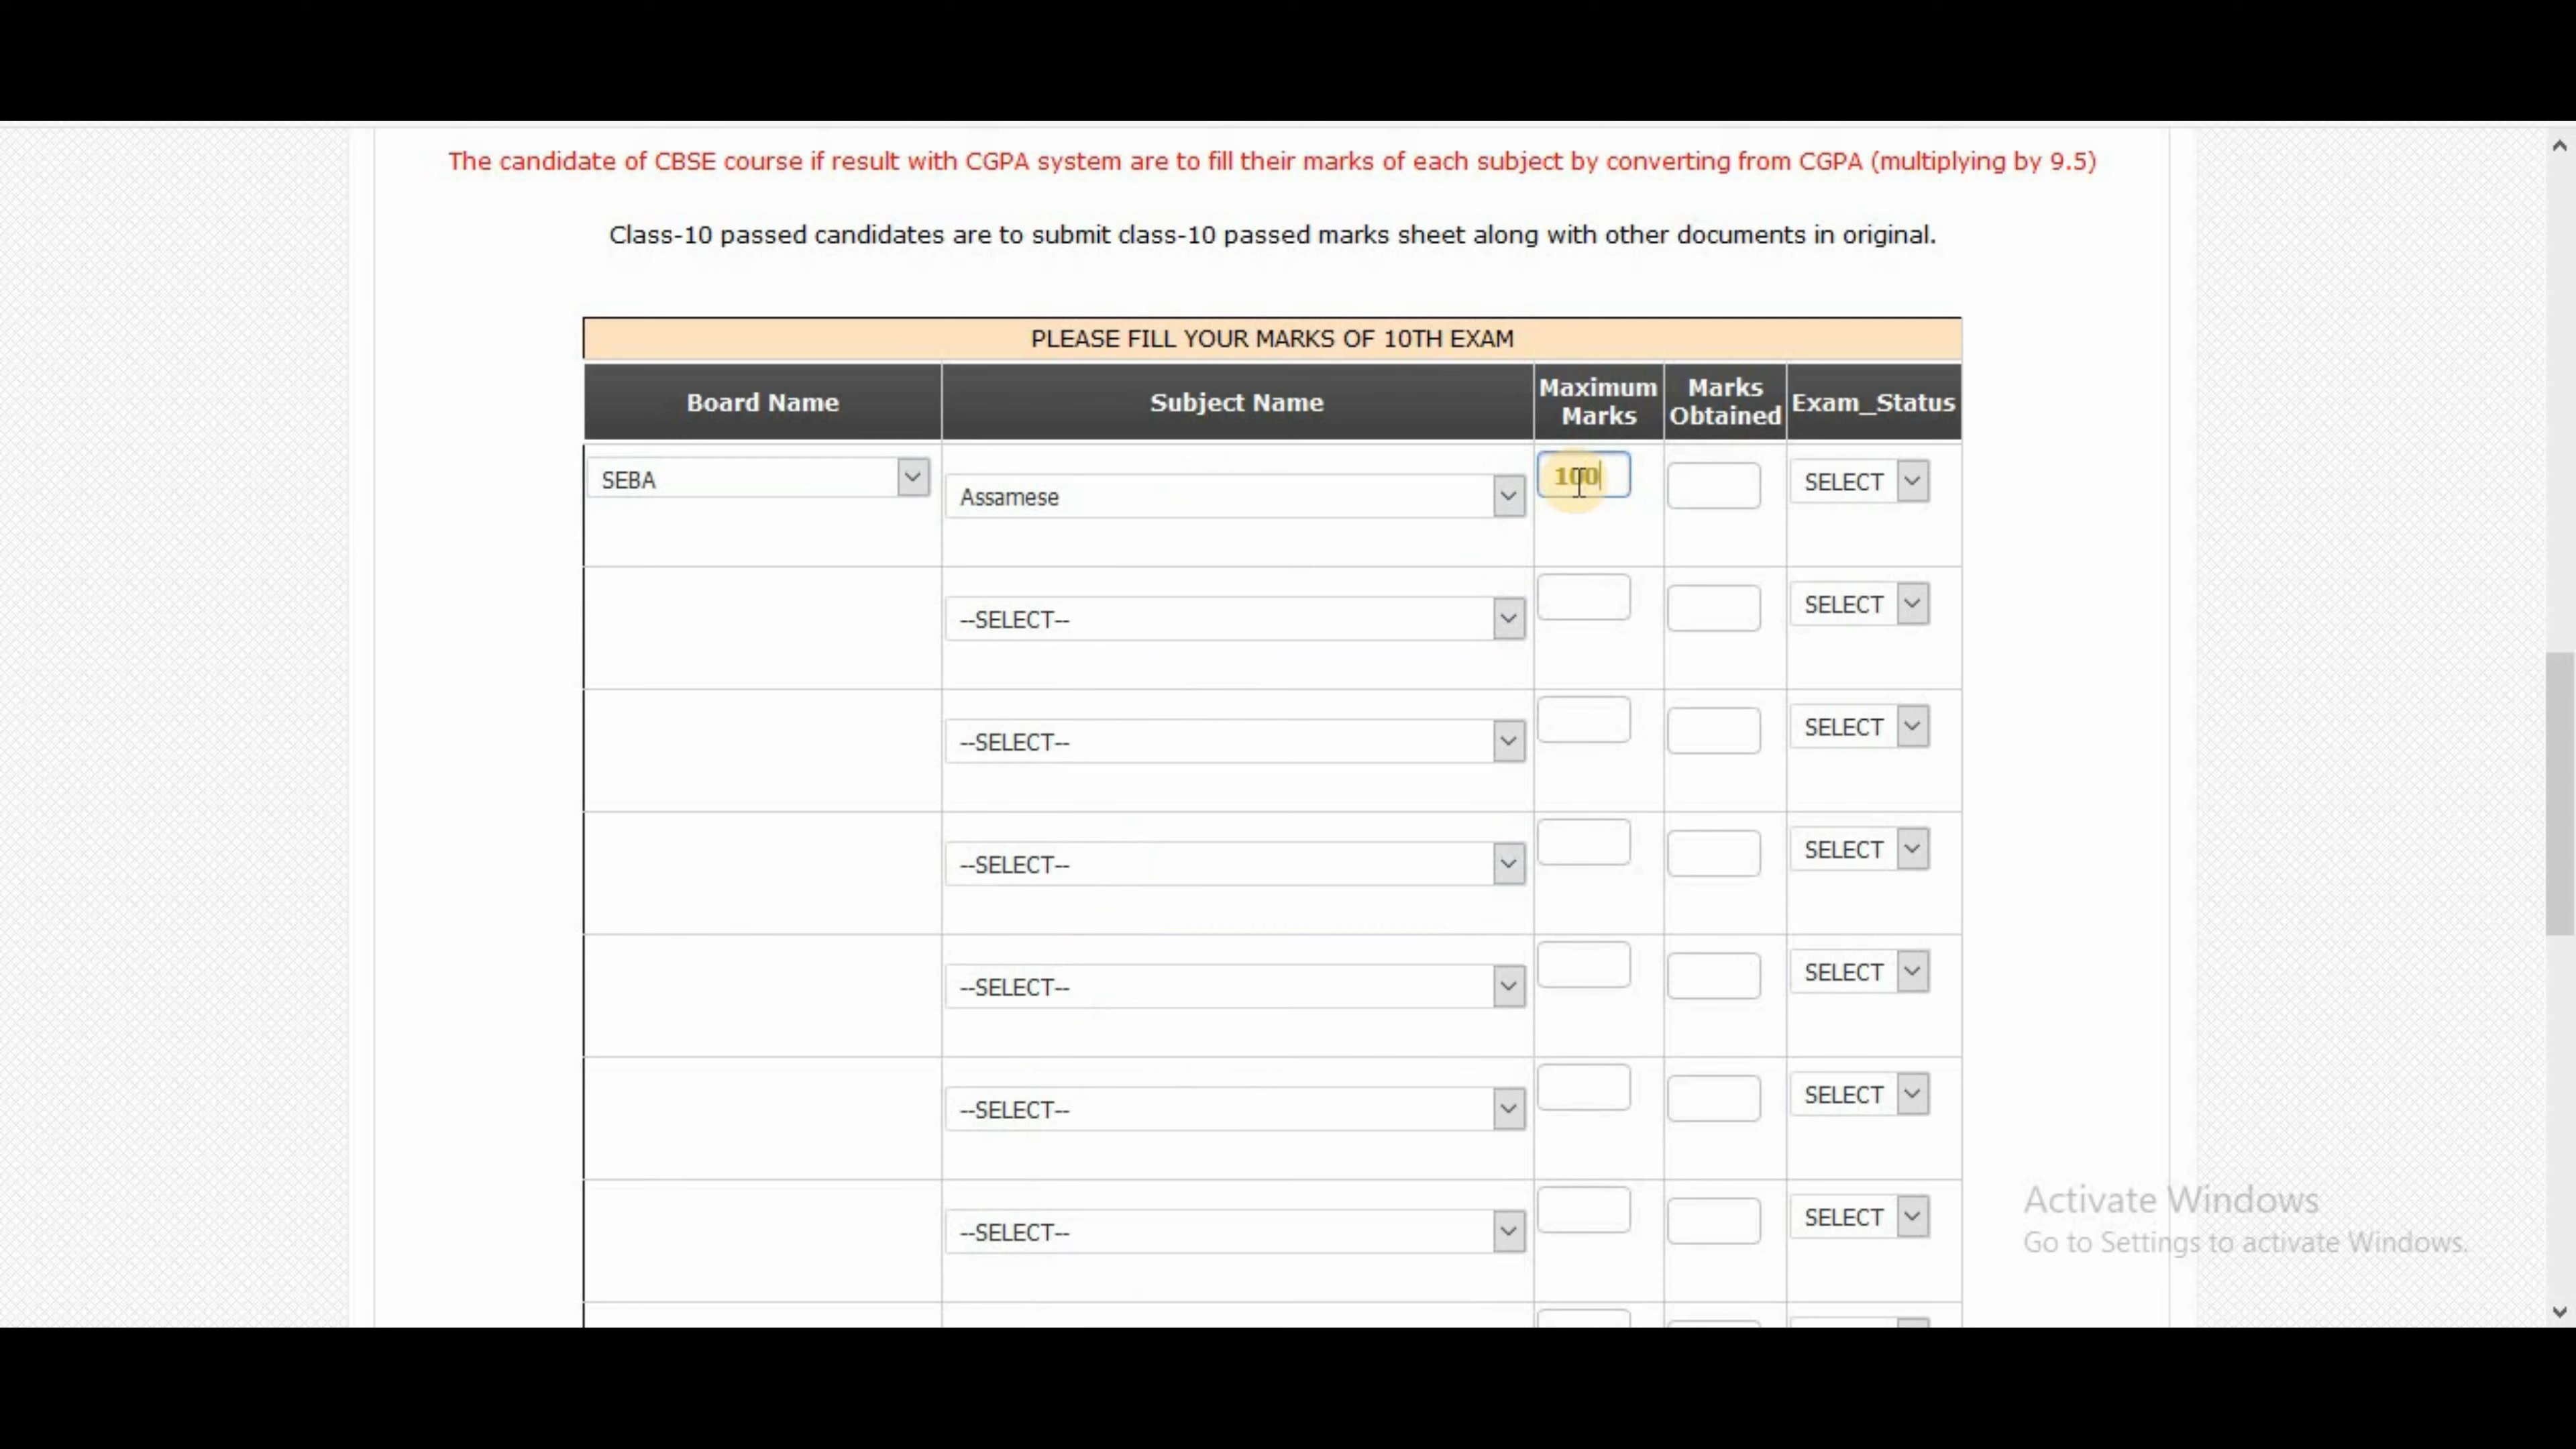 The candidate of CBSE course if result with CGPA system are to fill their marks of each subject by converting from CGPA (multiplying by 9.5)
Class-10 passed candidates are to submit class-10 passed marks sheet along with other documents in original.
PLEASE FILL YOUR MARKS OF 10TH EXAM
Board Name Subject Name Maximum Marks Marks Obtained Exam_Status
SEBA Assamese 100 SELECT
--SELECT-- SELECT
--SELECT-- SELECT
--SELECT-- SELECT
--SELECT-- SELECT
--SELECT-- SELECT
--SELECT-- SELECT
Activate Windows
Go to Settings to activate Windows.